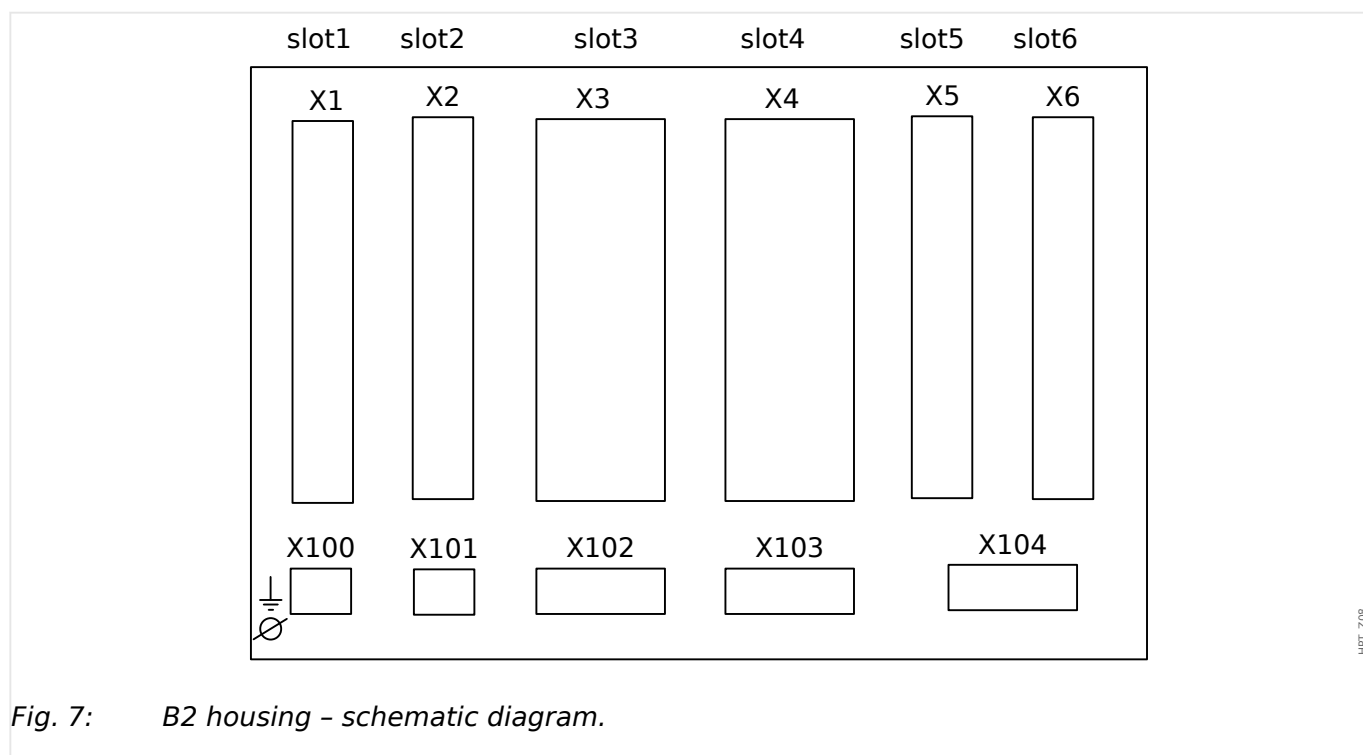 slot1 slot2 slot3 slot4 slot5 slot6
X1 X2 X3 X4 X5 X6
X100 X101 X102 X103 X104
Fig. 7: B2 housing – schematic diagram.